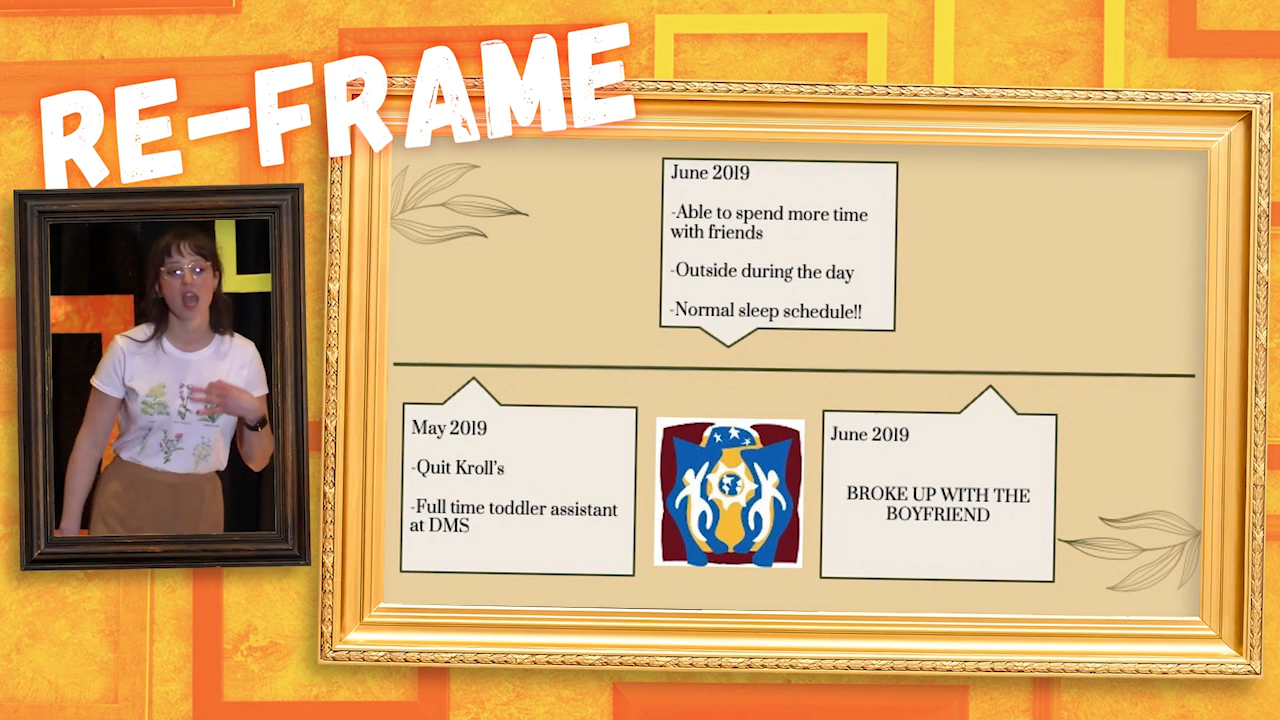 RE-FRAME
June 2019
-Able to spend more time
with friends
-Outside during the day
-Normal sleep schedule!!
May 2019
-Quit Kroll's
-Full time toddler assistant
at DMS
June 2019
BROKE UP WITH THE
BOYFRIEND